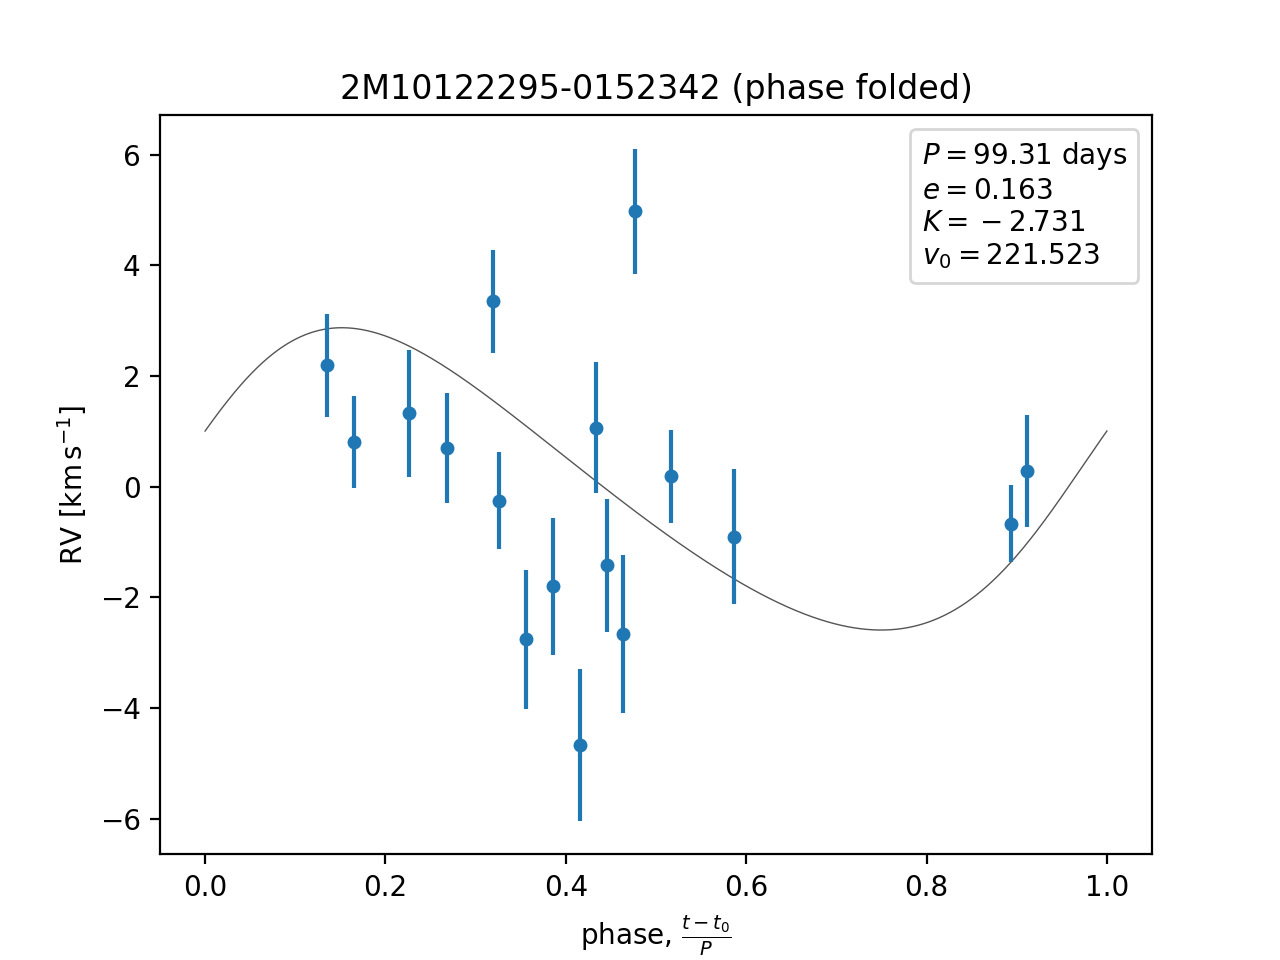 2M10122295-0152342 (phase folded)
P = 99.31 days
e = 0.163
K = −2.731
v₀ = 221.523
RV [km s⁻¹]
6
4
2
0
−2
−4
−6
0.0 0.2 0.4 0.6 0.8 1.0
phase, (t − t₀)/P